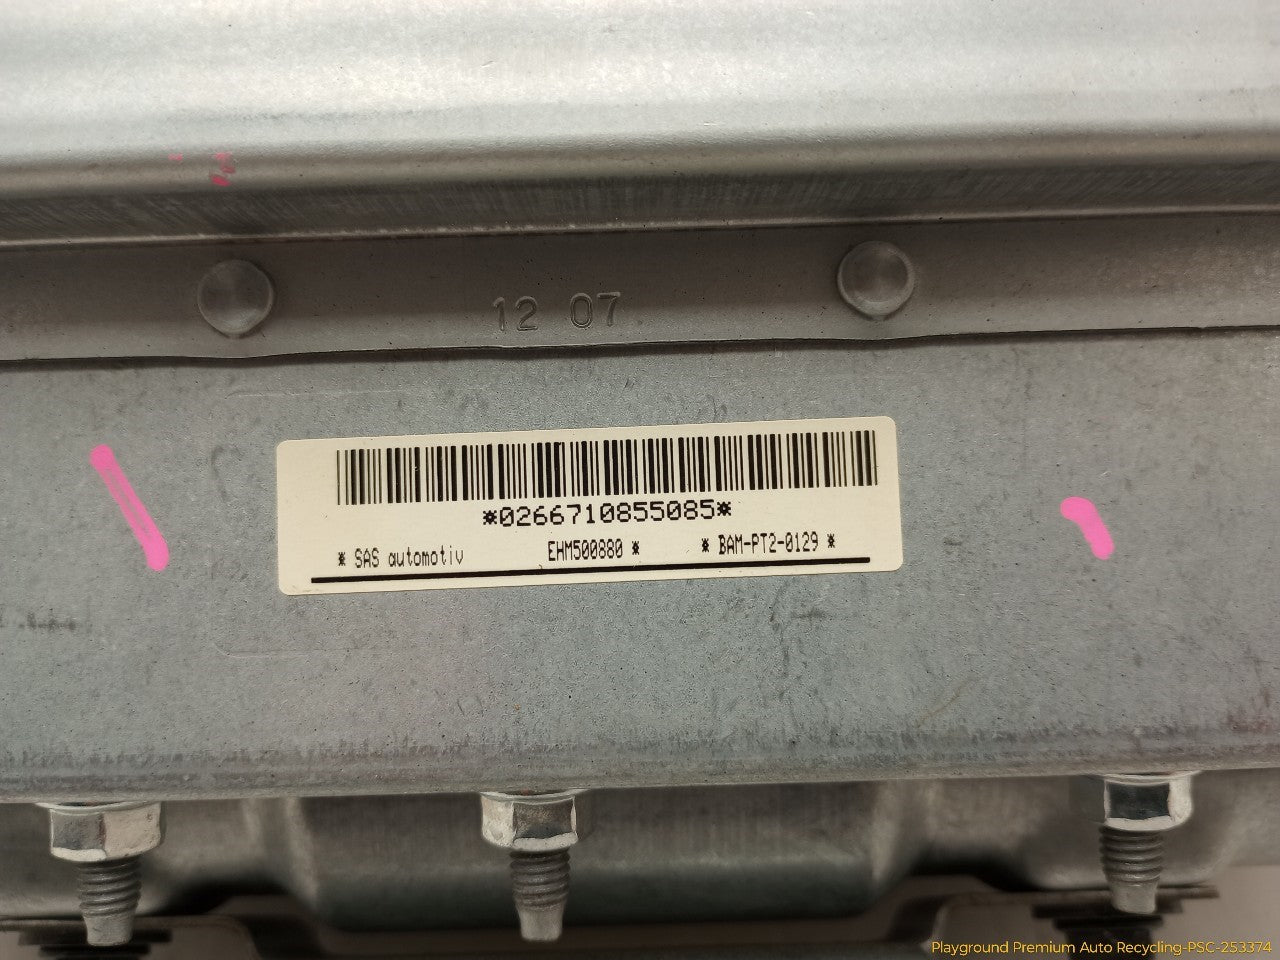 12 07
*0266710855085*
* SAS automotiv EHM500880 * * BAM-PT2-0129 *
Playground Premium Auto Recycling-PSC-253374